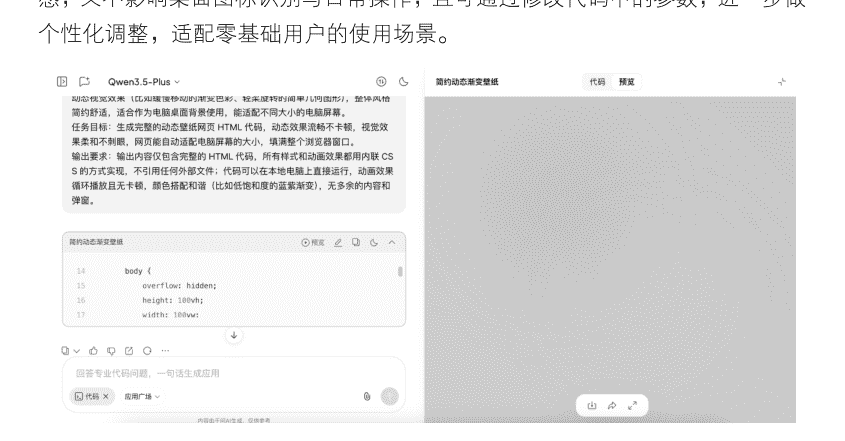 感，又不影响桌面图标识别与日常操作，且可通过修改代码中的参数，进一步做
个性化调整，适配零基础用户的使用场景。
Qwen3.5-Plus
动态视觉效果（比如缓慢移动的渐变色彩、轻柔旋转的简单几何图形），整体风格
简约舒适，适合作为电脑桌面背景使用，能适配不同大小的电脑屏幕。
任务目标：生成完整的动态壁纸网页 HTML 代码，动态效果流畅不卡顿，视觉效
果柔和不刺眼，网页能自动适配电脑屏幕的大小，填满整个浏览器窗口。
输出要求：输出内容仅包含完整的 HTML 代码，所有样式和动画效果都用内联 CS
S 的方式实现，不引用任何外部文件；代码可以在本地电脑上直接运行，动画效果
循环播放且无卡顿，颜色搭配和谐（比如低饱和度的蓝紫渐变），无多余的内容和
弹窗。
简约动态渐变壁纸
预览
14 body {
15 overflow: hidden;
16 height: 100vh;
17 width: 100vw;
回答专业代码问题，一句话生成应用
代码 ×
应用广场
内容由千问AI生成，仅供参考
简约动态渐变壁纸
代码
预览